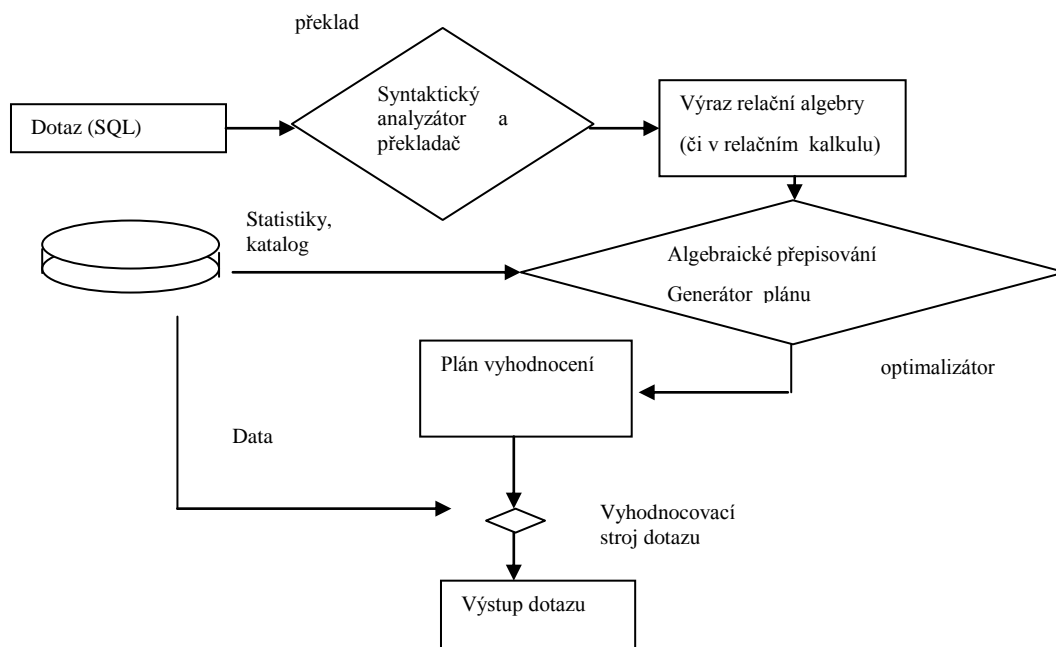 překlad
Dotaz (SQL)
Syntaktický
analyzátor a
překladač
Výraz relační algebry
(či v relačním kalkulu)
Statistiky,
katalog
Algebraické přepisování
Generátor plánu
optimalizátor
Plán vyhodnocení
Data
Vyhodnocovací
stroj dotazu
Výstup dotazu